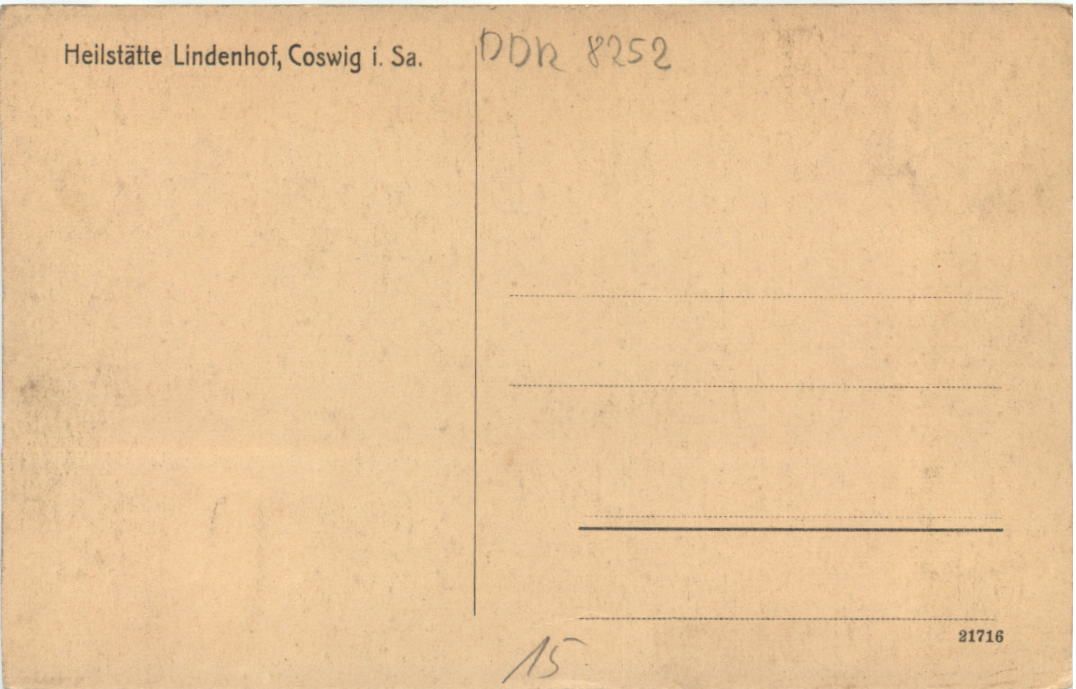 Heilstätte Lindenhof, Coswig i. Sa.
DDR 8252
21716
15